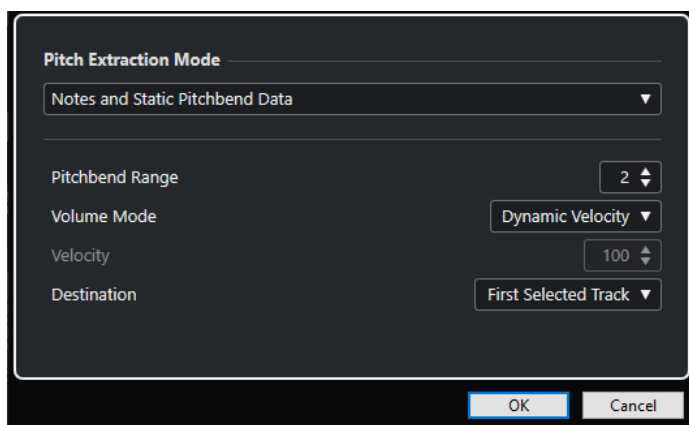 Pitch Extraction Mode
Notes and Static Pitchbend Data
Pitchbend Range 2
Volume Mode Dynamic Velocity
Velocity 100
Destination First Selected Track
OK Cancel